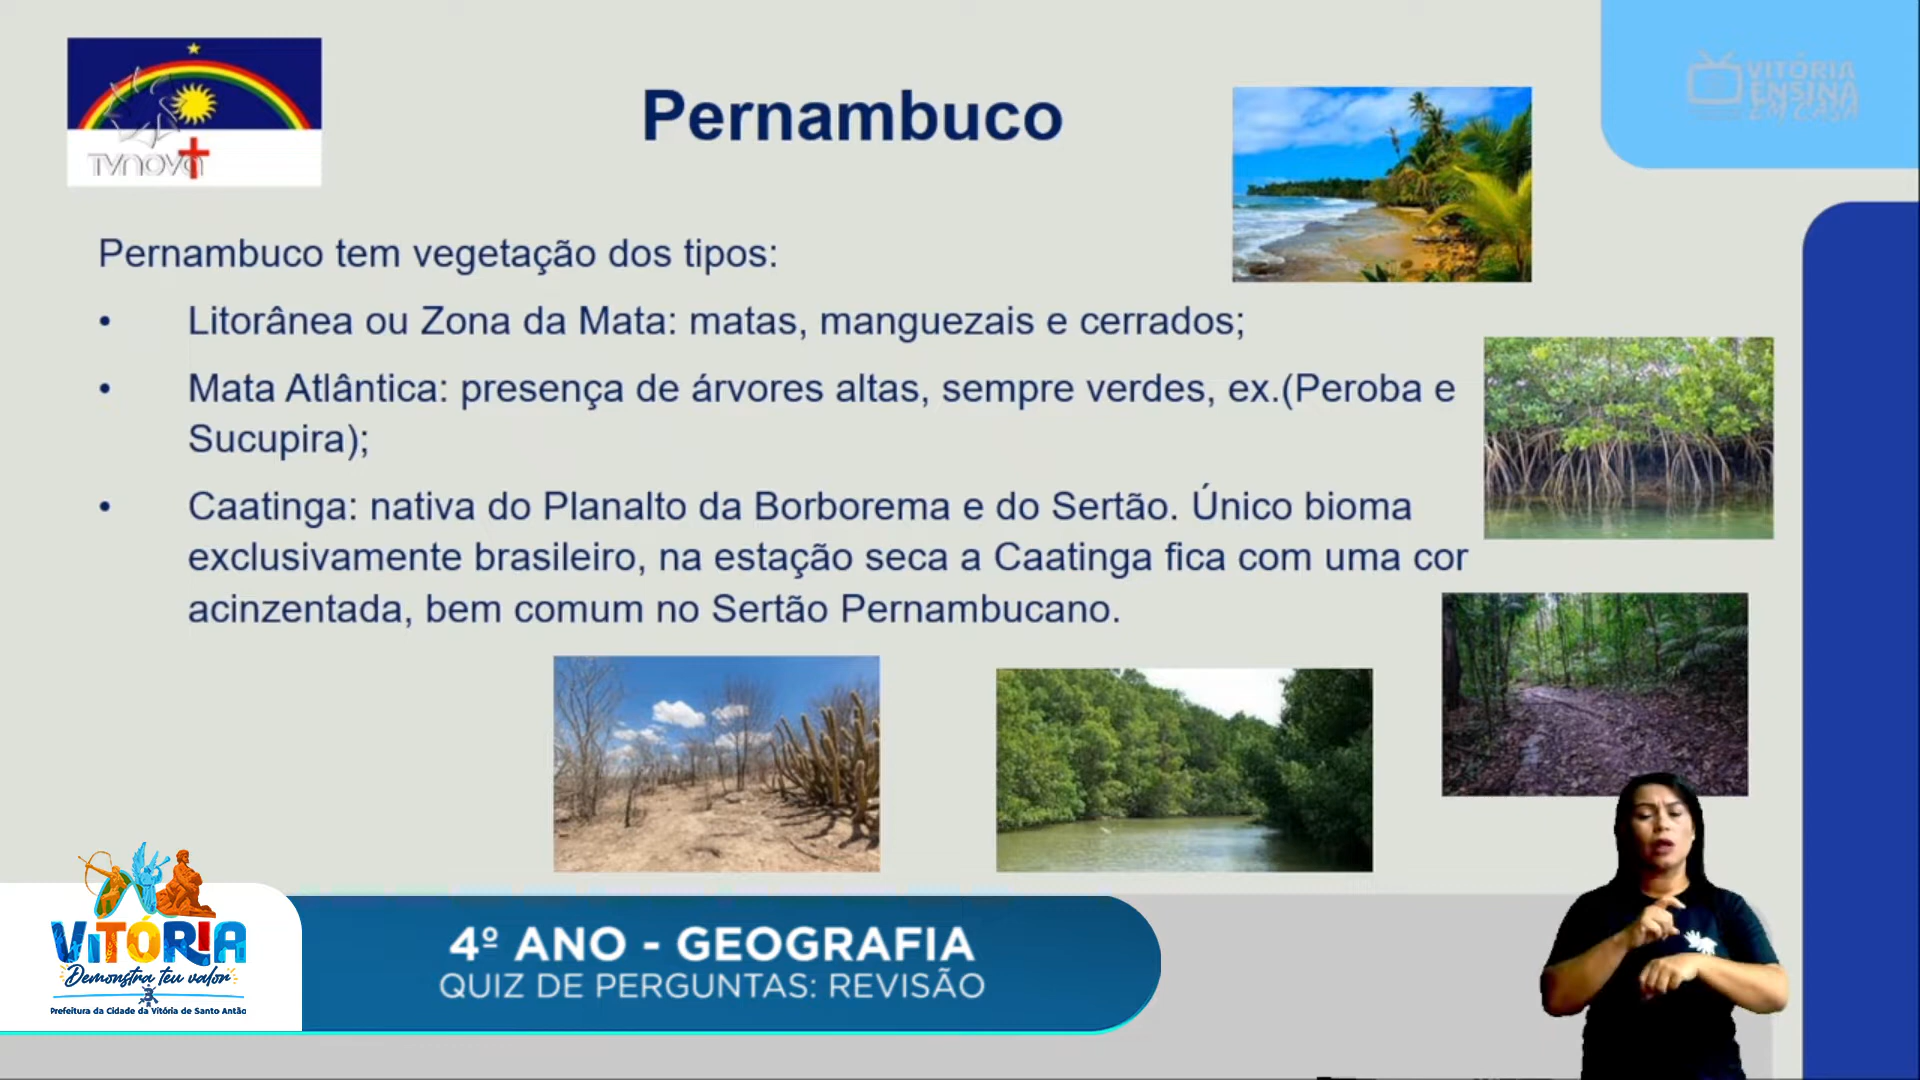 TVNOVA
Pernambuco
VITÓRIA
ENSINA
EM CASA
Pernambuco tem vegetação dos tipos:
• Litorânea ou Zona da Mata: matas, manguezais e cerrados;
• Mata Atlântica: presença de árvores altas, sempre verdes, ex.(Peroba e
Sucupira);
• Caatinga: nativa do Planalto da Borborema e do Sertão. Único bioma
exclusivamente brasileiro, na estação seca a Caatinga fica com uma cor
acinzentada, bem comum no Sertão Pernambucano.
VITÓRIA
Demonstra teu valor
Prefeitura da Cidade da Vitória de Santo Antão
4º ANO - GEOGRAFIA
QUIZ DE PERGUNTAS: REVISÃO